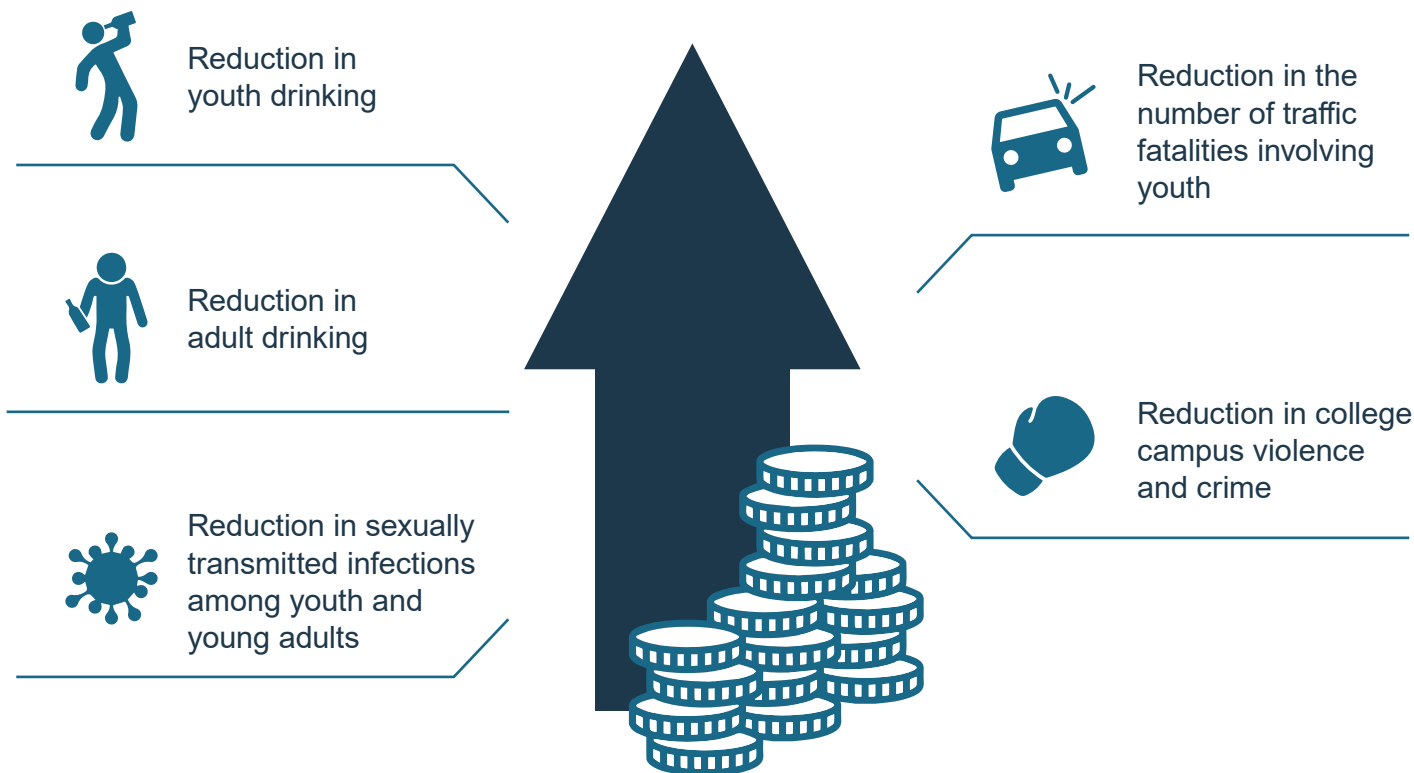 Reduction in
youth drinking
Reduction in
adult drinking
Reduction in sexually
transmitted infections
among youth and
young adults
Reduction in the
number of traffic
fatalities involving
youth
Reduction in college
campus violence
and crime